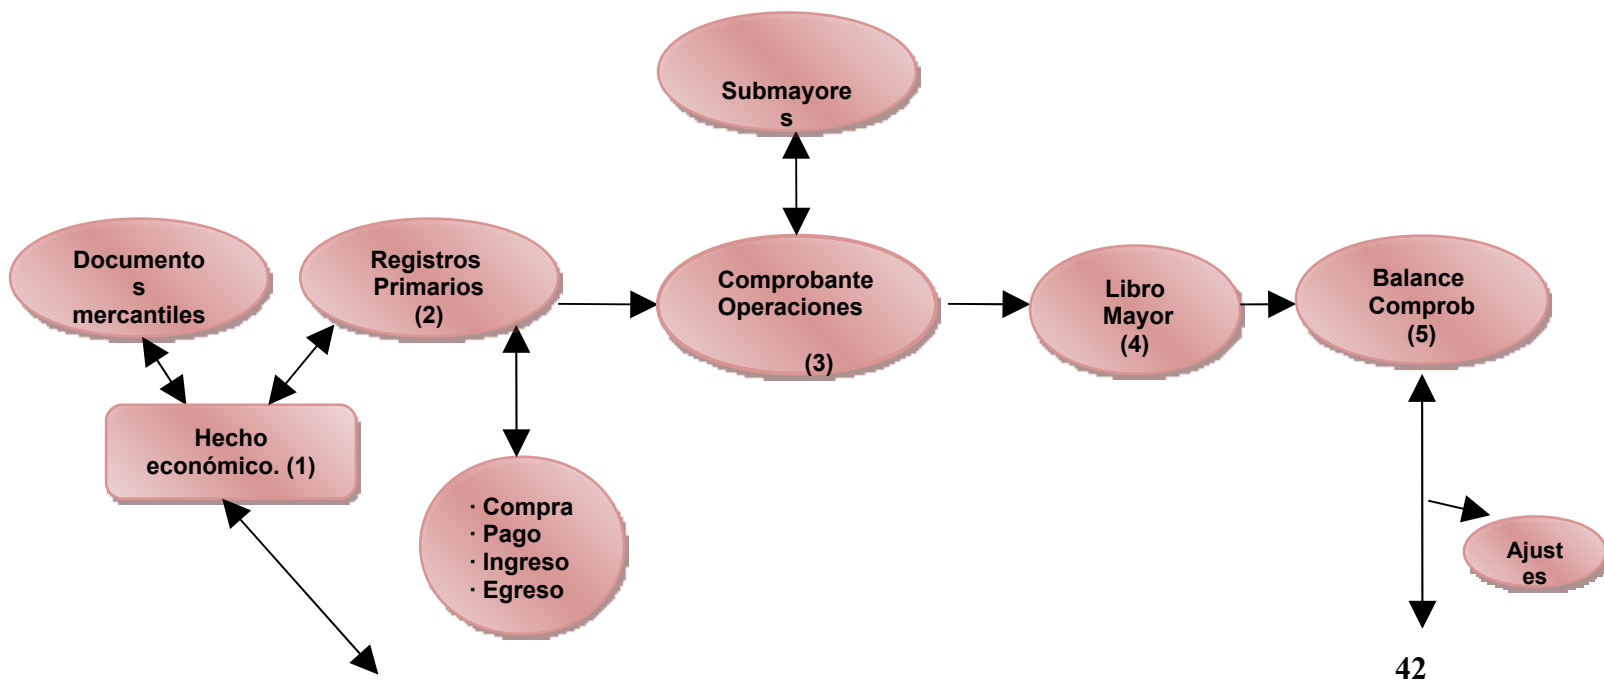 Submayore
s
Documento
s
mercantiles
Registros
Primarios
(2)
Comprobante
Operaciones
(3)
Libro
Mayor
(4)
Balance
Comprob
(5)
Hecho
económico. (1)
· Compra
· Pago
· Ingreso
· Egreso
Ajust
es
42